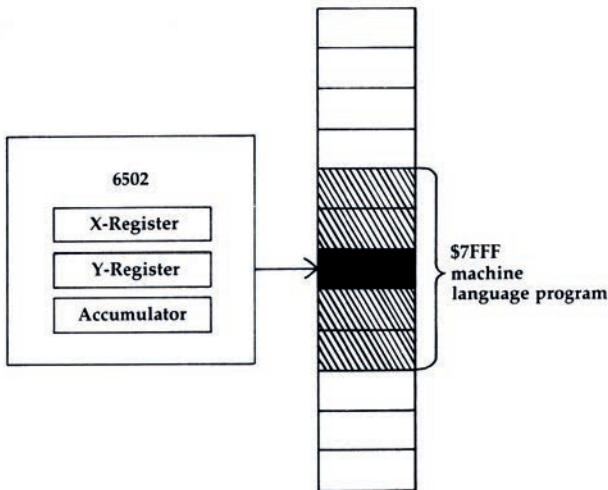 6502
X-Register
Y-Register
Accumulator
$7FFF
machine
language program